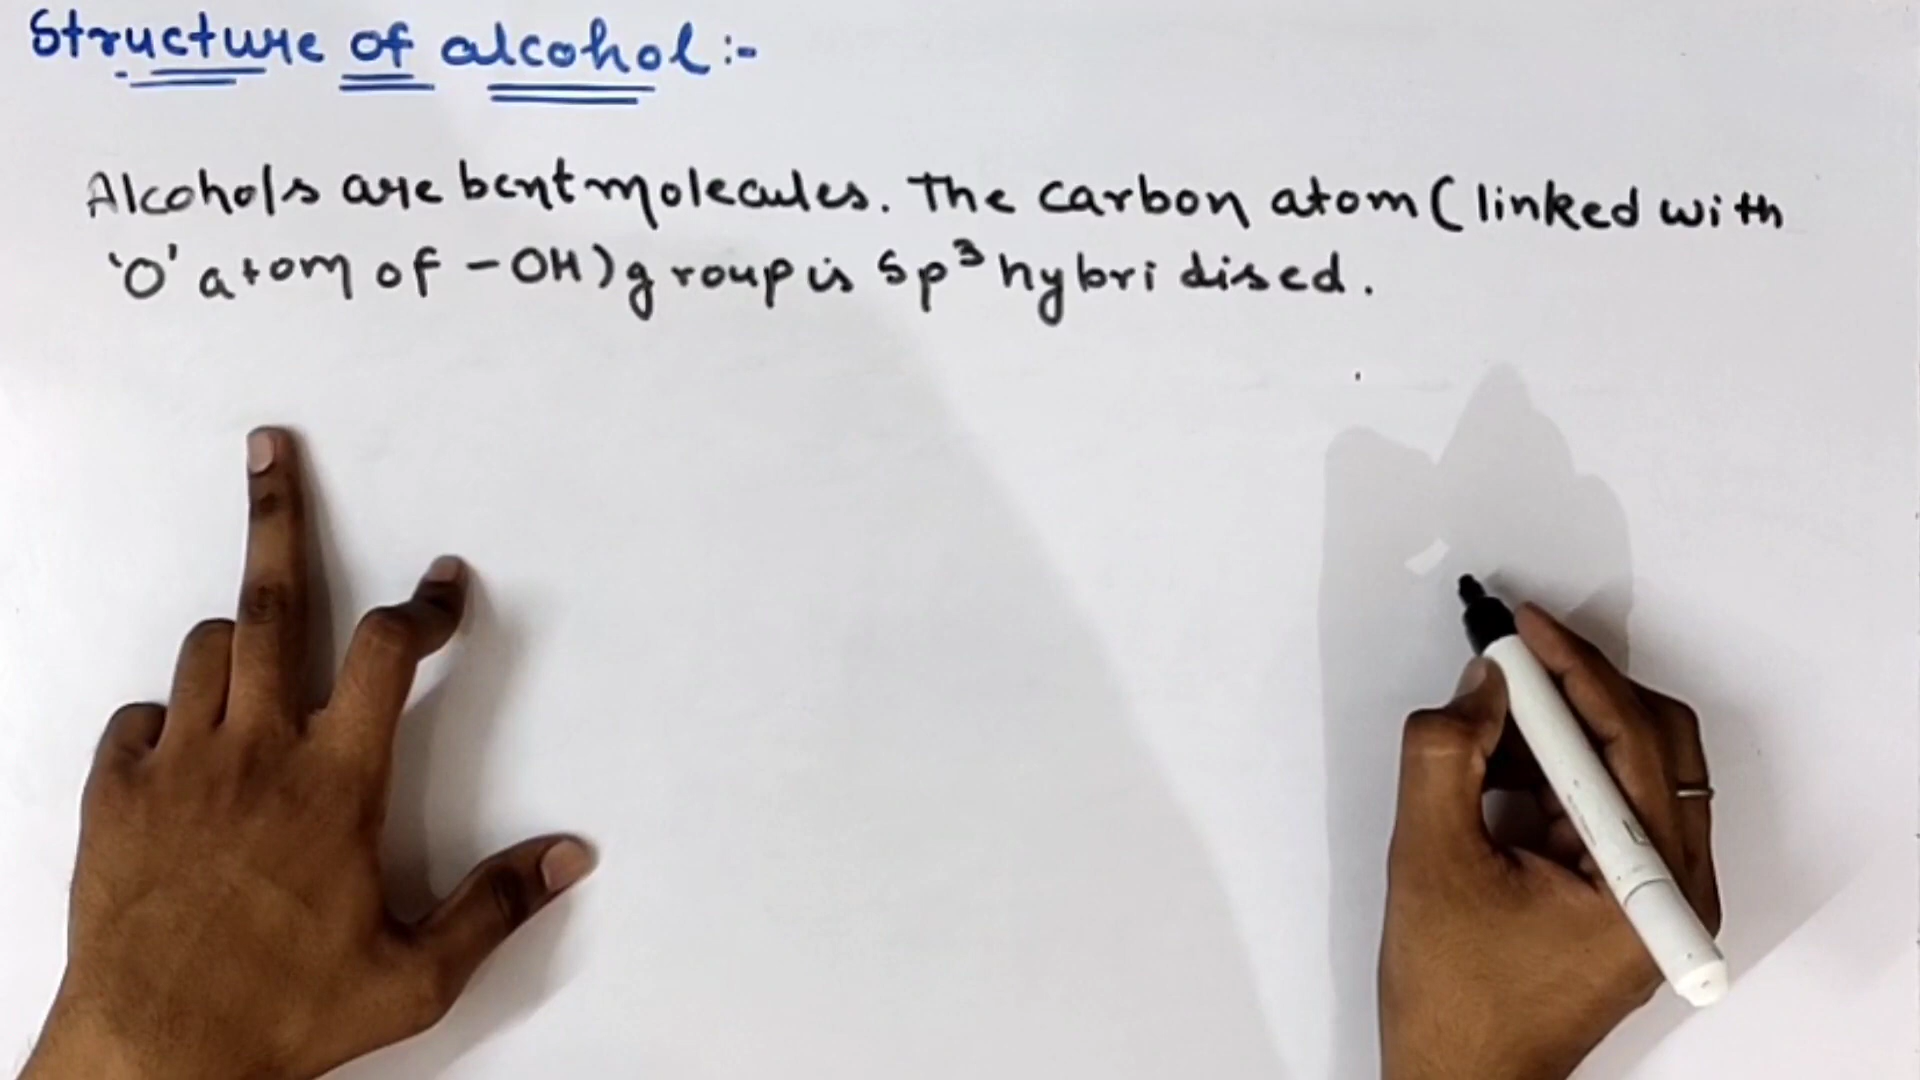 Structure of alcohol:-
Alcohols are bent molecules. The carbon atom (linked with
'O' atom of -OH) group is sp³ hybridised.